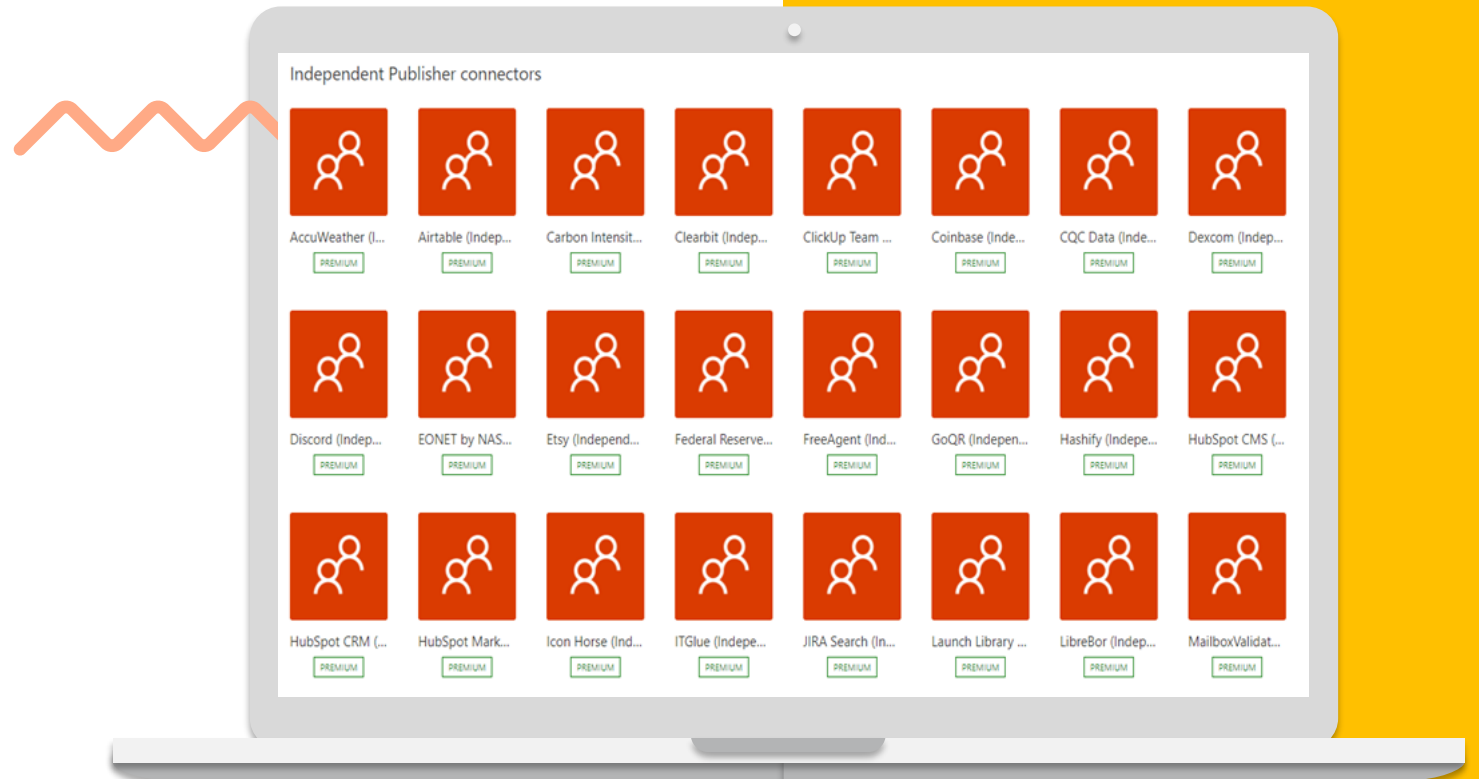 Independent Publisher connectors
AccuWeather (I... Airtable (Indep... Carbon Intensit... Clearbit (Indep... ClickUp Team ... Coinbase (Inde... CQC Data (Inde... Dexcom (Indep...
PREMIUM PREMIUM PREMIUM PREMIUM PREMIUM PREMIUM PREMIUM PREMIUM
Discord (Indep... EONET by NAS... Etsy (Independ... Federal Reserve... FreeAgent (Ind... GoQR (Indepen... Hashify (Indepe... HubSpot CMS (...
PREMIUM PREMIUM PREMIUM PREMIUM PREMIUM PREMIUM PREMIUM PREMIUM
HubSpot CRM (... HubSpot Mark... Icon Horse (Ind... ITGlue (Indepe... JIRA Search (In... Launch Library ... LibreBor (Indep... MailboxValidat...
PREMIUM PREMIUM PREMIUM PREMIUM PREMIUM PREMIUM PREMIUM PREMIUM